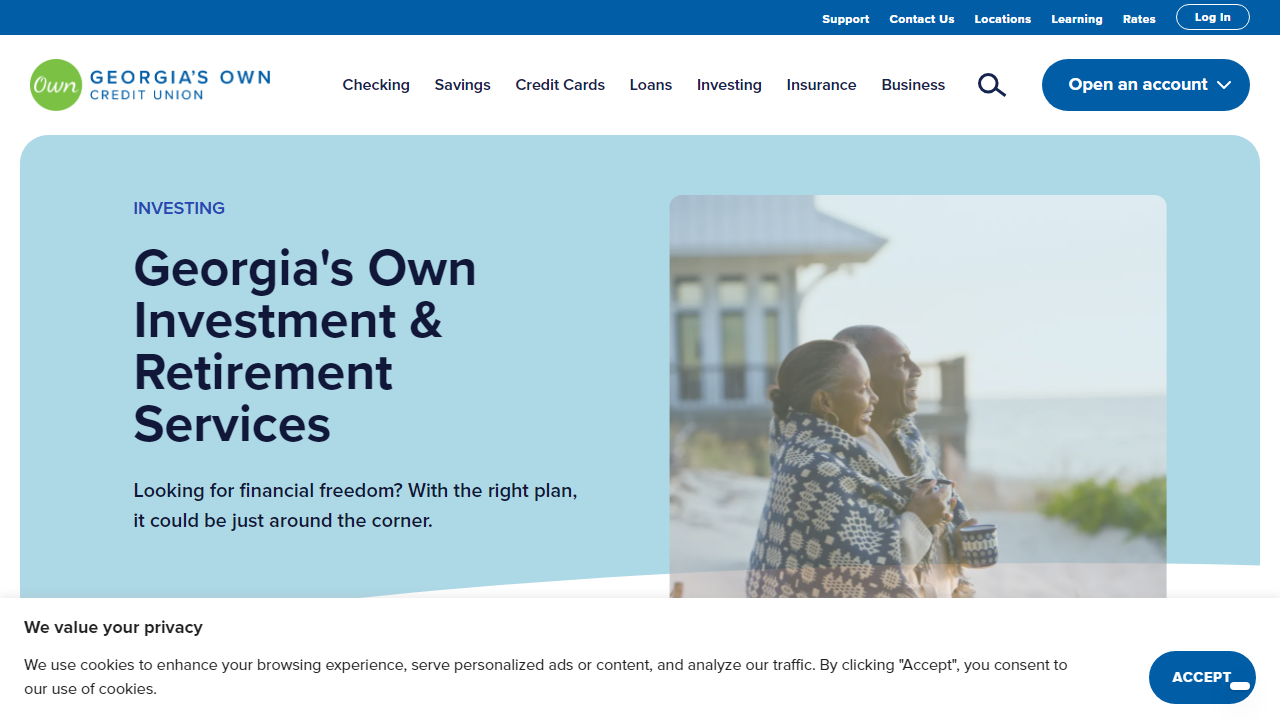 Support Contact Us Locations Learning Rates Log In
Own GEORGIA'S OWN
CREDIT UNION
Checking Savings Credit Cards Loans Investing Insurance Business Open an account
INVESTING
Georgia's Own
Investment &
Retirement
Services
Looking for financial freedom? With the right plan,
it could be just around the corner.
We value your privacy
We use cookies to enhance your browsing experience, serve personalized ads or content, and analyze our traffic. By clicking "Accept", you consent to
our use of cookies.
ACCEPT